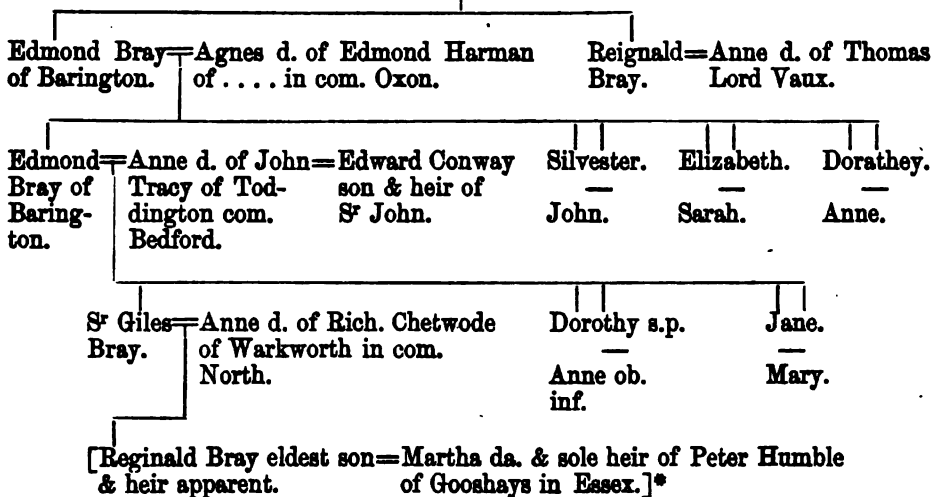 Edmond Bray=Agnes d. of Edmond Harman
of Barington. of .... in com. Oxon.
Reignald=Anne d. of Thomas
Bray. Lord Vaux.
Edmond=Anne d. of John=Edward Conway
Bray of Tracy of Tod- son & heir of
Baring- dington com. Sr John.
ton. Bedford.
Silvester.
—
John.
Elizabeth.
—
Sarah.
Dorathey.
—
Anne.
Sr Giles=Anne d. of Rich. Chetwode
Bray. of Warkworth in com.
North.
Dorothy s.p.
—
Anne ob.
inf.
Jane.
—
Mary.
[Reginald Bray eldest son=Martha da. & sole heir of Peter Humble
& heir apparent. of Gooshays in Essex.]*